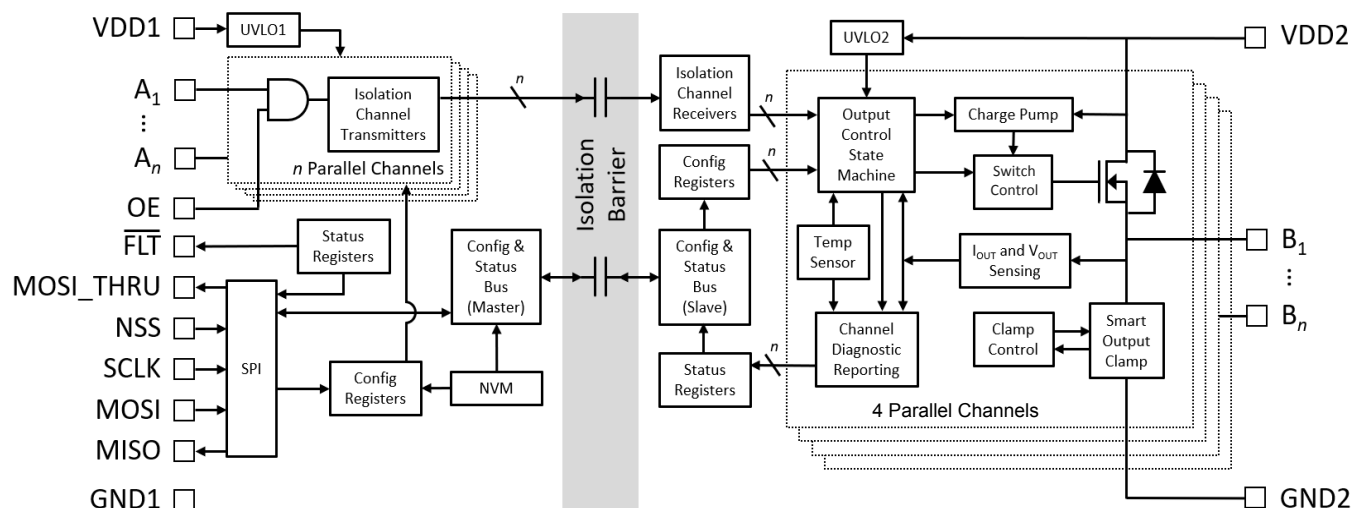 VDD1
UVLO1
A1
⋮
An
Isolation
Channel
Transmitters
n Parallel Channels
n
OE
FLT
Status
Registers
MOSI_THRU
NSS
SCLK
MOSI
MISO
GND1
SPI
Config &
Status
Bus
(Master)
Config
Registers
NVM
Isolation
Barrier
Isolation
Channel
Receivers
n
Config
Registers
n
Config &
Status
Bus
(Slave)
Status
Registers
n
UVLO2
Output
Control
State
Machine
Charge Pump
Switch
Control
Temp
Sensor
IOUT and VOUT
Sensing
Channel
Diagnostic
Reporting
Clamp
Control
Smart
Output
Clamp
4 Parallel Channels
VDD2
B1
⋮
Bn
GND2